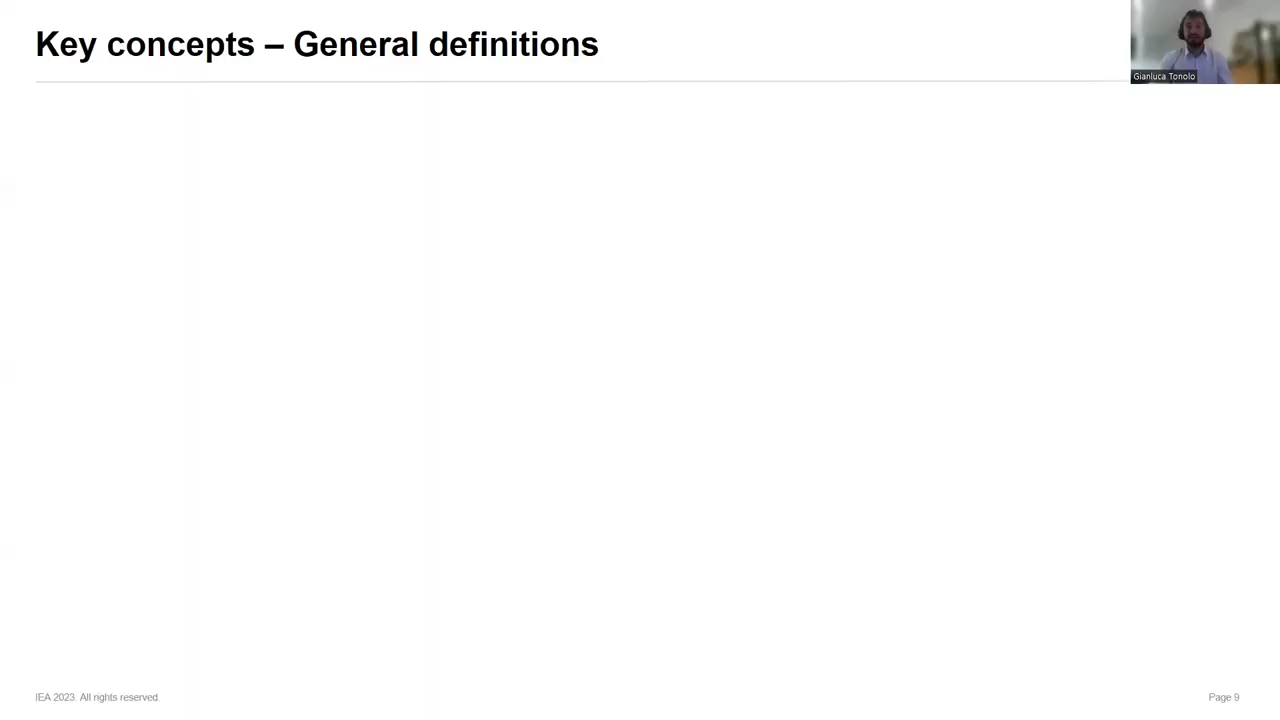 Key concepts – General definitions
Gianluca Tonolo
IEA 2023. All rights reserved.
Page 9